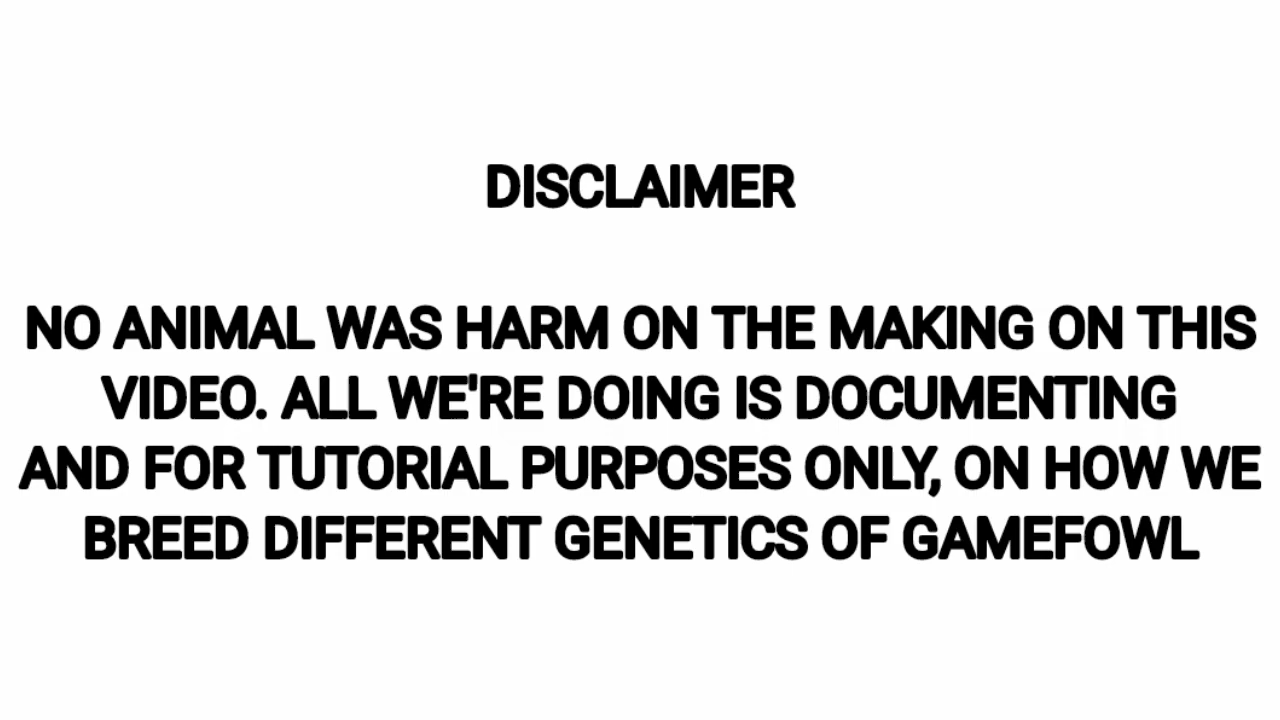 DISCLAIMER
NO ANIMAL WAS HARM ON THE MAKING ON THIS
VIDEO. ALL WE'RE DOING IS DOCUMENTING
AND FOR TUTORIAL PURPOSES ONLY, ON HOW WE
BREED DIFFERENT GENETICS OF GAMEFOWL